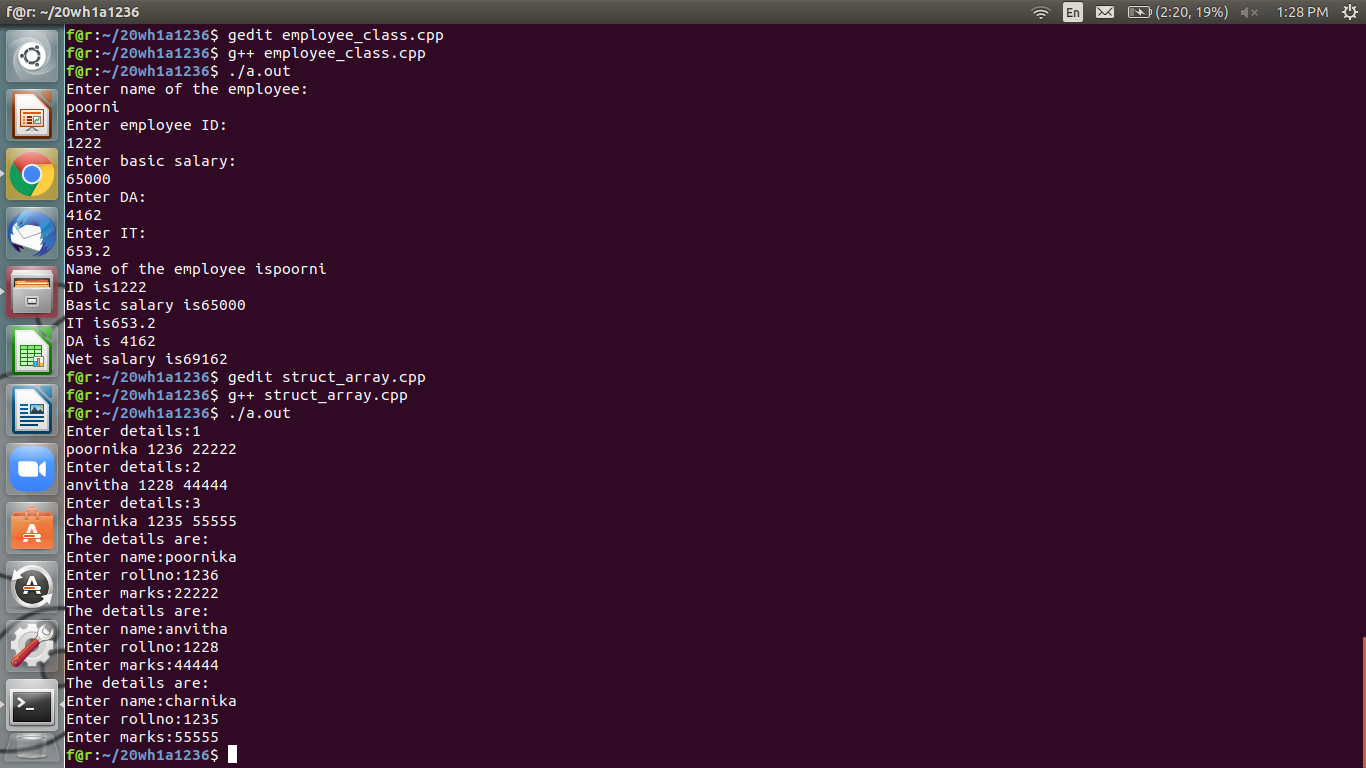 f@r: ~/20wh1a1236
En
(2:20, 19%)
1:28 PM
f@r:~/20wh1a1236$ gedit employee_class.cpp
f@r:~/20wh1a1236$ g++ employee_class.cpp
f@r:~/20wh1a1236$ ./a.out
Enter name of the employee:
poorni
Enter employee ID:
1222
Enter basic salary:
65000
Enter DA:
4162
Enter IT:
653.2
Name of the employee ispoorni
ID is1222
Basic salary is65000
IT is653.2
DA is 4162
Net salary is69162
f@r:~/20wh1a1236$ gedit struct_array.cpp
f@r:~/20wh1a1236$ g++ struct_array.cpp
f@r:~/20wh1a1236$ ./a.out
Enter details:1
poornika 1236 22222
Enter details:2
anvitha 1228 44444
Enter details:3
charnika 1235 55555
The details are:
Enter name:poornika
Enter rollno:1236
Enter marks:22222
The details are:
Enter name:anvitha
Enter rollno:1228
Enter marks:44444
The details are:
Enter name:charnika
Enter rollno:1235
Enter marks:55555
f@r:~/20wh1a1236$